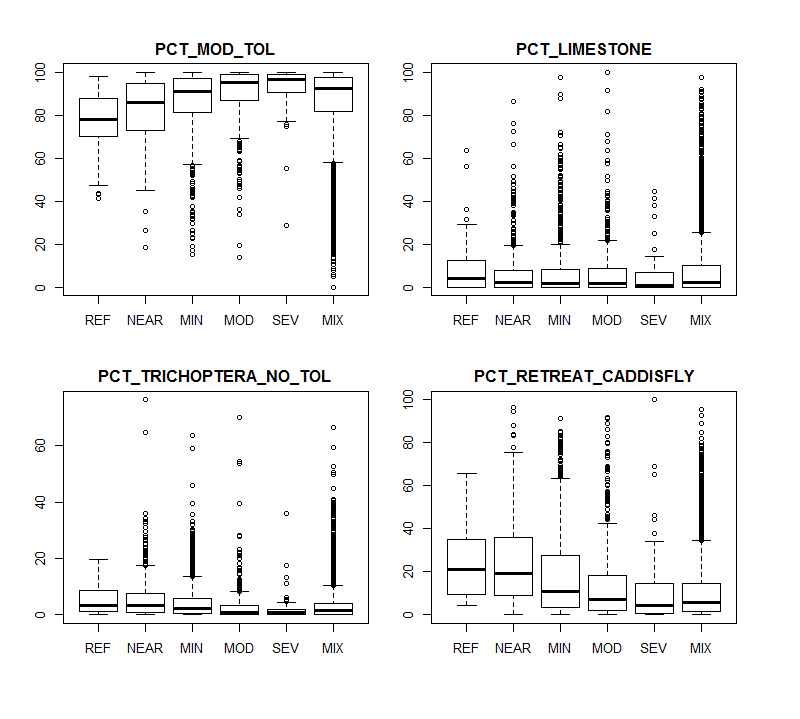 PCT_MOD_TOL
0 20 40 60 80 100
REF NEAR MIN MOD SEV MIX
PCT_LIMESTONE
0 20 40 60 80 100
REF NEAR MIN MOD SEV MIX
PCT_TRICHOPTERA_NO_TOL
0 20 40 60
REF NEAR MIN MOD SEV MIX
PCT_RETREAT_CADDISFLY
0 20 40 60 80 100
REF NEAR MIN MOD SEV MIX